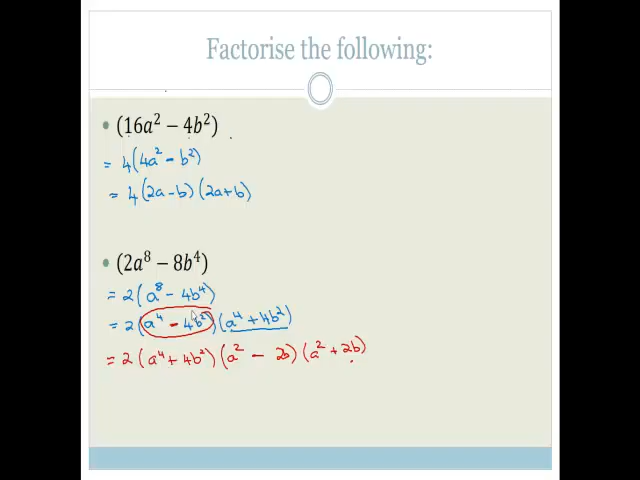 Factorise the following:
• (16a² − 4b²)
= 4(4a² − b²)
= 4(2a − b)(2a + b)
• (2a⁸ − 8b⁴)
= 2(a⁸ − 4b⁴)
= 2(a⁴ − 4b²)(a⁴ + 4b²)
= 2(a⁴ + 4b²)(a² − 2b)(a² + 2b)